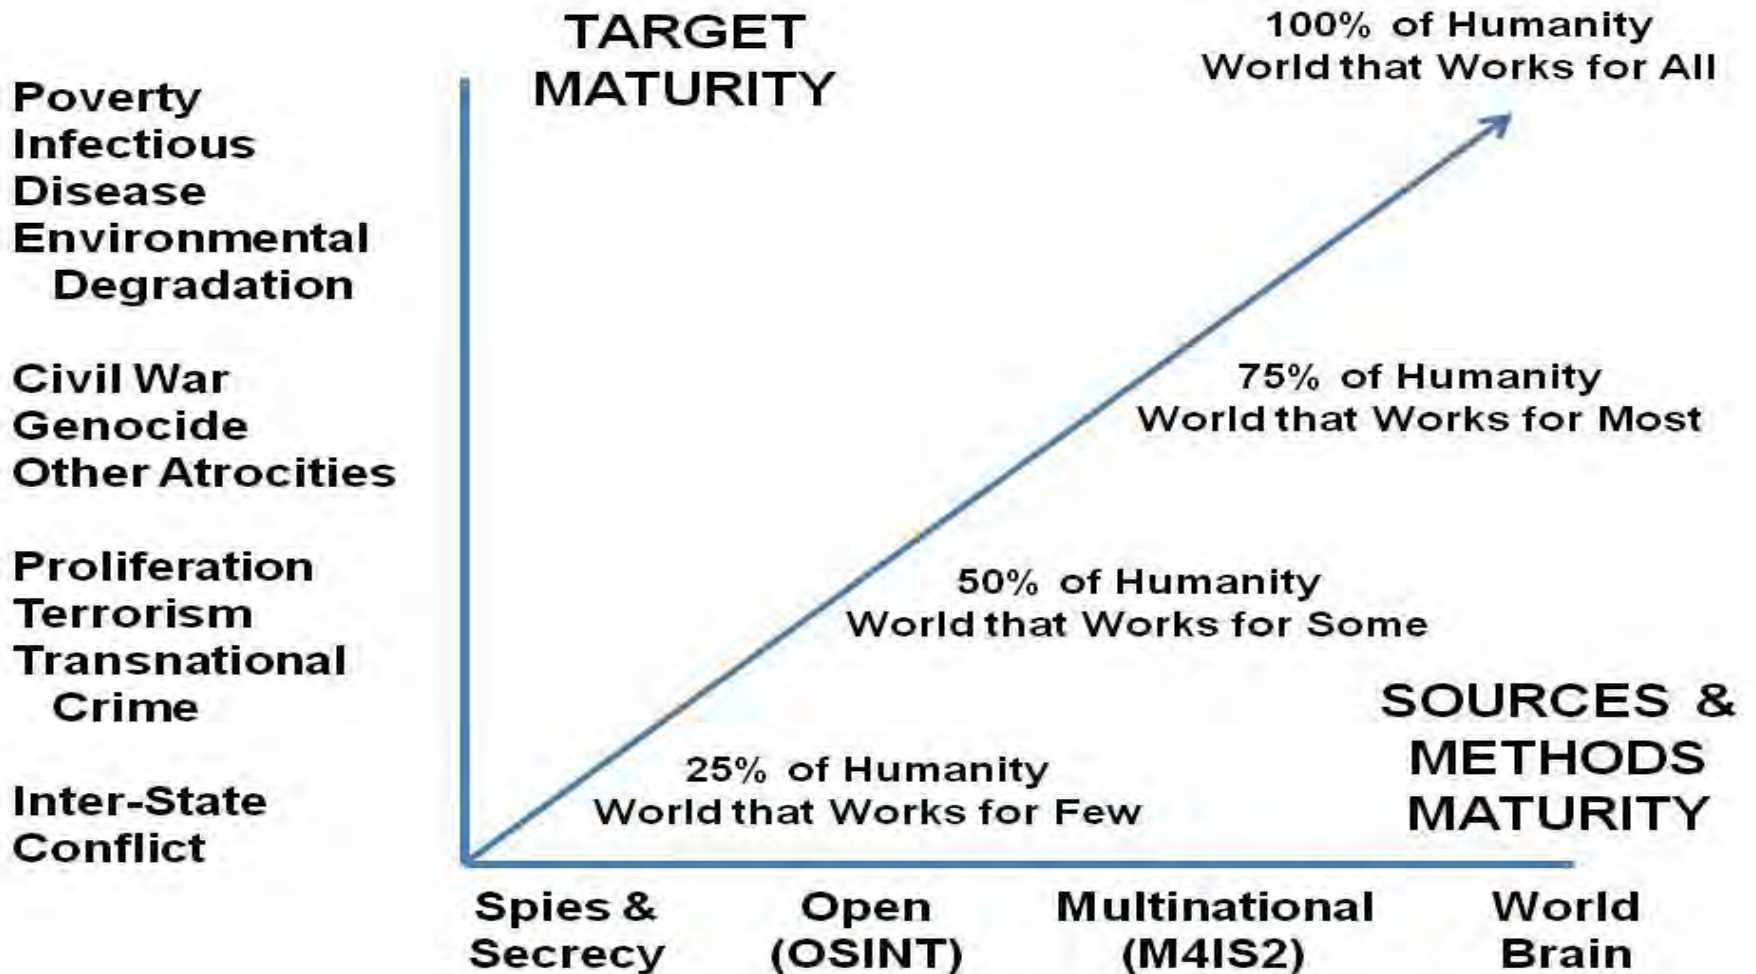 TARGET
MATURITY
100% of Humanity
World that Works for All
Poverty
Infectious
Disease
Environmental
Degradation
Civil War
Genocide
Other Atrocities
75% of Humanity
World that Works for Most
Proliferation
Terrorism
Transnational
Crime
50% of Humanity
World that Works for Some
SOURCES &
METHODS
MATURITY
Inter-State
Conflict
25% of Humanity
World that Works for Few
Spies &
Secrecy
Open
(OSINT)
Multinational
(M4IS2)
World
Brain